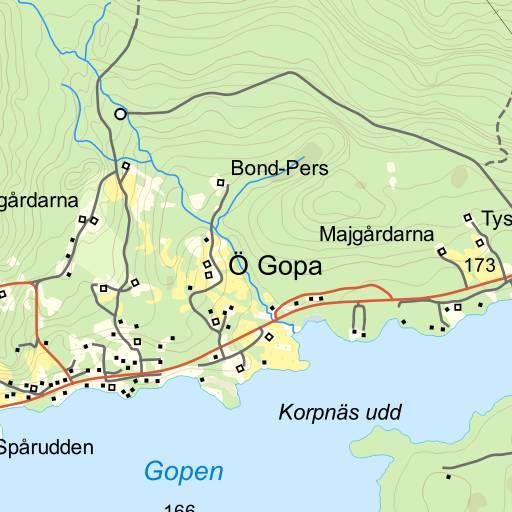 Bond-Pers
gårdarna
Tys
Majgårdarna
Ö Gopa
173
Korpnäs udd
Spårudden
Gopen
166